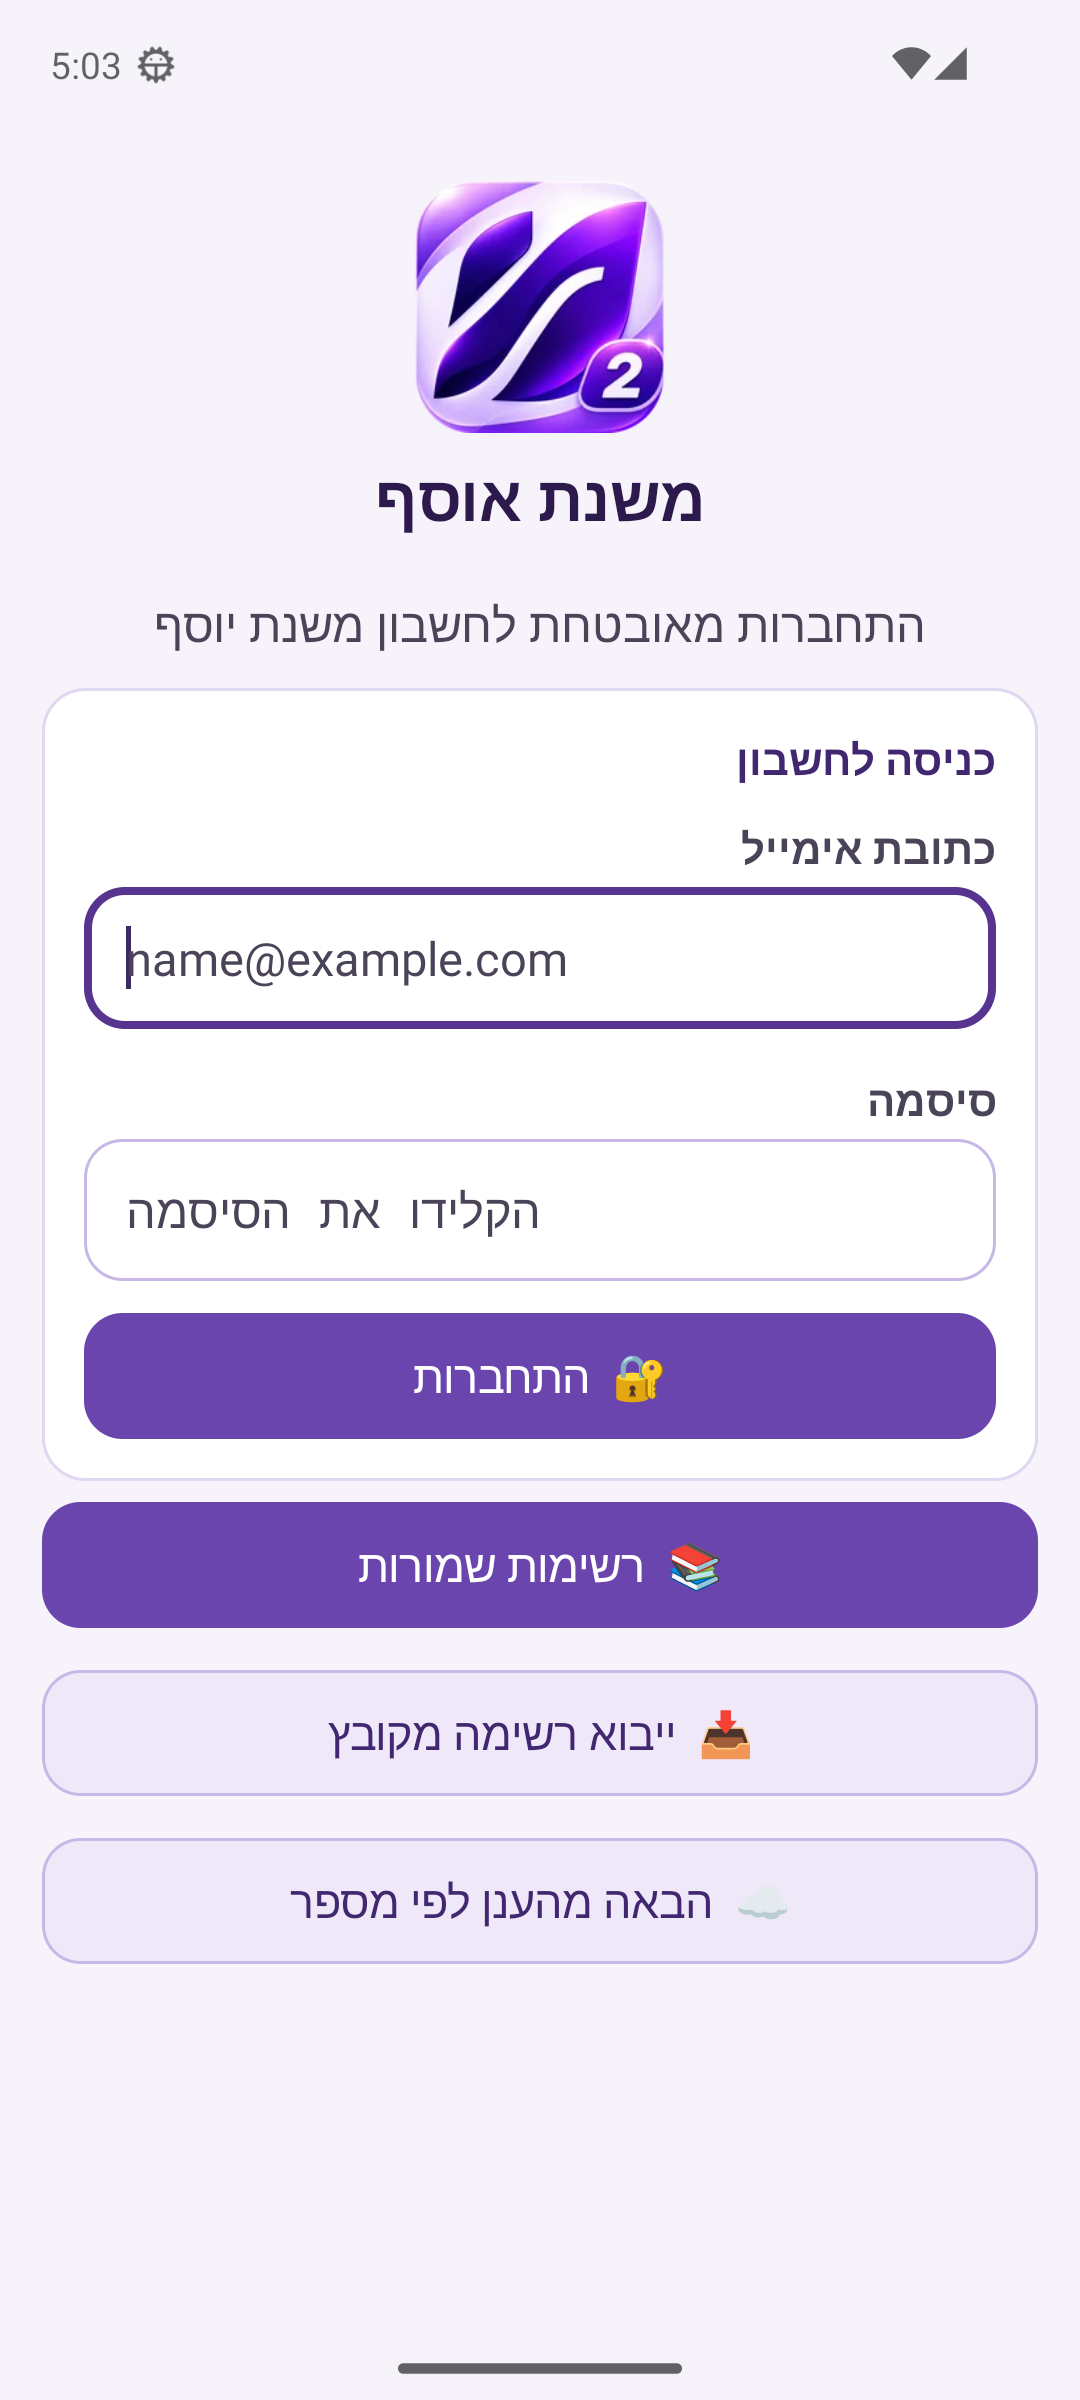 5:03
2
משנת אוסף
התחברות מאובטחת לחשבון משנת יוסף
כניסה לחשבון
כתובת אימייל
name@example.com
סיסמה
הקלידו את הסיסמה
🔐 התחברות
📚 רשימות שמורות
📥 ייבוא רשימה מקובץ
☁️ הבאה מהענן לפי מספר